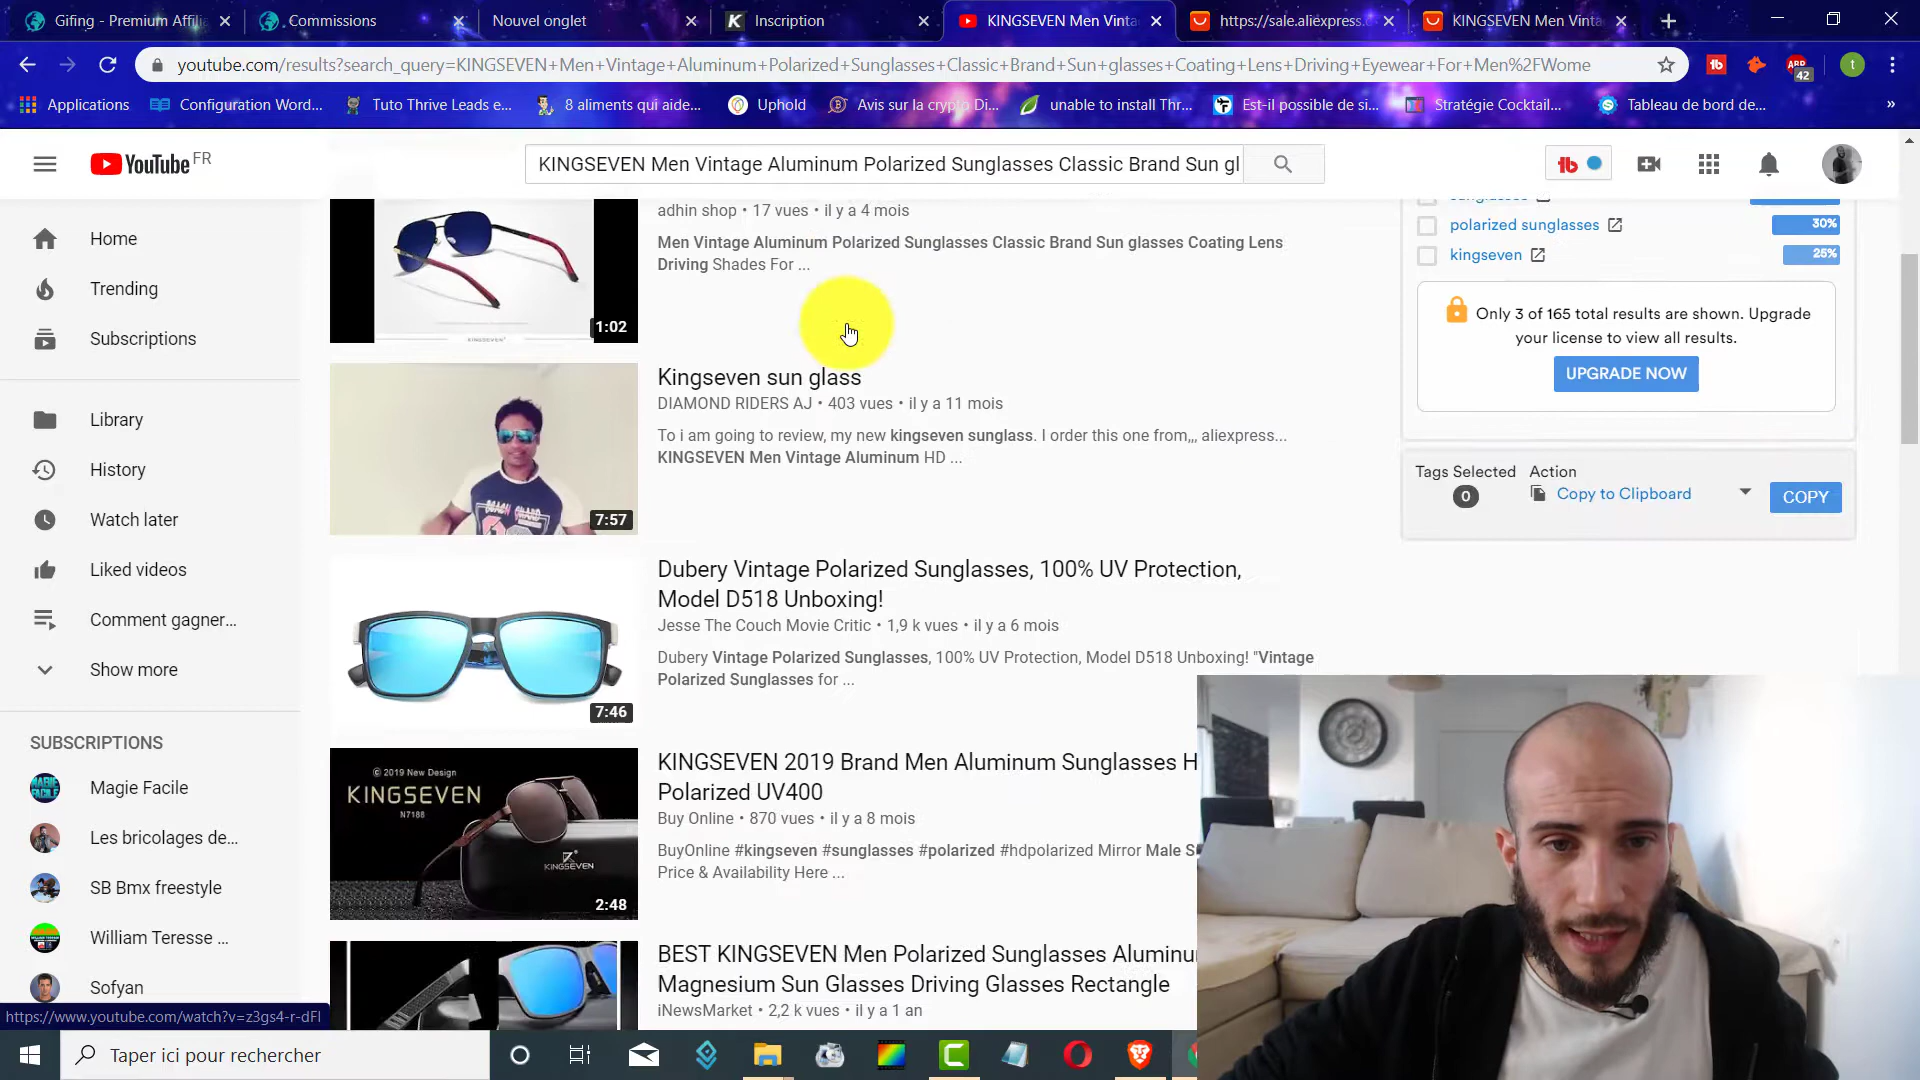 Gifing - Premium Affili
Commissions
Nouvel onglet
Inscription
KINGSEVEN Men Vinta
https://sale.aliexpress.c
KINGSEVEN Men Vinta
youtube.com/results?search_query=KINGSEVEN+Men+Vintage+Aluminum+Polarized+Sunglasses+Classic+Brand+Sun+glasses+Coating+Lens+Driving+Eyewear+For+Men%2FWome
42
t
Applications
Configuration Word...
Tuto Thrive Leads e...
8 aliments qui aide...
Uphold
Avis sur la crypto Di...
unable to install Thr...
Est-il possible de si...
Stratégie Cocktail...
Tableau de bord de...
»
YouTube FR
KINGSEVEN Men Vintage Aluminum Polarized Sunglasses Classic Brand Sun gl
Home
Trending
Subscriptions
Library
History
Watch later
Liked videos
Comment gagner...
Show more
SUBSCRIPTIONS
Magie Facile
Les bricolages de...
SB Bmx freestyle
William Teresse ...
Sofyan
https://www.youtube.com/watch?v=z3gs4-r-dFI
adhin shop • 17 vues • il y a 4 mois
Men Vintage Aluminum Polarized Sunglasses Classic Brand Sun glasses Coating Lens
Driving Shades For ...
KINGSEVEN
1:02
Kingseven sun glass
DIAMOND RIDERS AJ • 403 vues • il y a 11 mois
To i am going to review, my new kingseven sunglass. I order this one from,,, aliexpress...
KINGSEVEN Men Vintage Aluminum HD ...
7:57
Dubery Vintage Polarized Sunglasses, 100% UV Protection,
Model D518 Unboxing!
Jesse The Couch Movie Critic • 1,9 k vues • il y a 6 mois
Dubery Vintage Polarized Sunglasses, 100% UV Protection, Model D518 Unboxing! "Vintage
Polarized Sunglasses for ...
7:46
© 2019 New Design
KINGSEVEN
N7188
KINGSEVEN
2:48
KINGSEVEN 2019 Brand Men Aluminum Sunglasses H
Polarized UV400
Buy Online • 870 vues • il y a 8 mois
BuyOnline #kingseven #sunglasses #polarized #hdpolarized Mirror Male S
Price & Availability Here ...
BEST KINGSEVEN Men Polarized Sunglasses Aluminu
Magnesium Sun Glasses Driving Glasses Rectangle
iNewsMarket • 2,2 k vues • il y a 1 an
sunglasses
polarized sunglasses
30%
kingseven
25%
Only 3 of 165 total results are shown. Upgrade
your license to view all results.
UPGRADE NOW
Tags Selected
0
Action
Copy to Clipboard
COPY
Taper ici pour rechercher